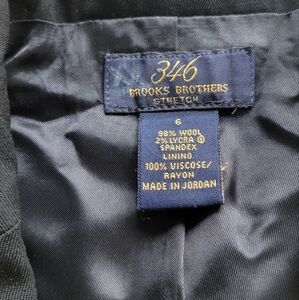 346
BROOKS BROTHERS
STRETCH
6
98% WOOL
2% LYCRA ®
SPANDEX
LINING:
100% VISCOSE/
RAYON
MADE IN JORDAN